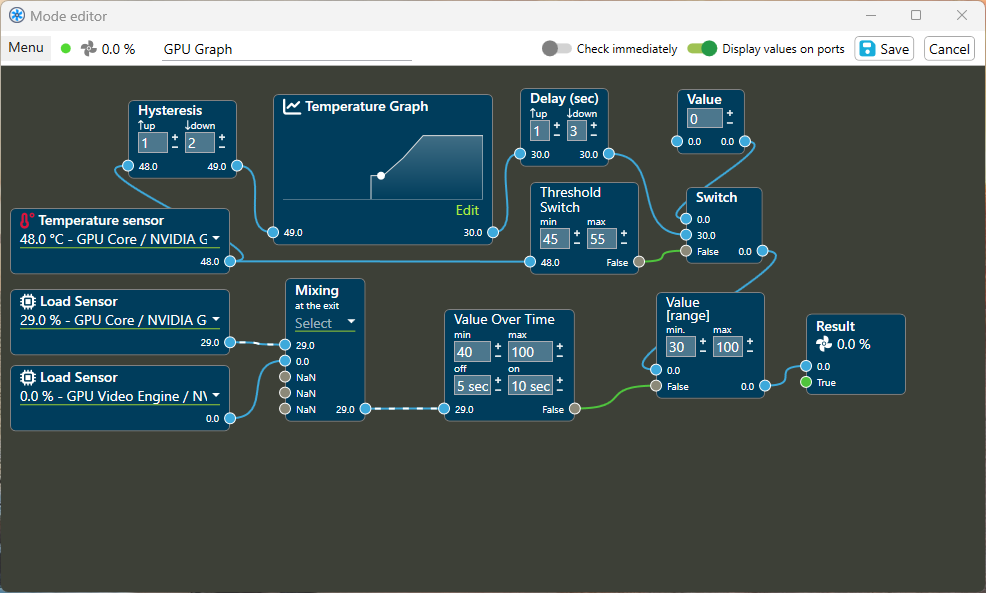 Mode editor
Menu
0.0 %
GPU Graph
Check immediately
Display values on ports
Save
Cancel
Hysteresis
↑up
↓down
1
+
-
2
+
-
48.0
49.0
Temperature Graph
Edit
49.0
30.0
Delay (sec)
↑up
↓down
1
+
-
3
+
-
30.0
30.0
Value
0
+
-
0.0
0.0
Threshold
Switch
min
max
45
+
-
55
+
-
48.0
False
Switch
0.0
30.0
False
0.0
Temperature sensor
48.0 °C - GPU Core / NVIDIA G
48.0
Load Sensor
29.0 % - GPU Core / NVIDIA G
29.0
Load Sensor
0.0 % - GPU Video Engine / NV
0.0
Mixing
at the exit
Select
29.0
0.0
NaN
NaN
NaN
29.0
Value Over Time
min
max
40
+
-
100
+
-
off
on
5 sec
+
-
10 sec
+
-
29.0
False
Value
[range]
min.
max
30
+
-
100
+
-
0.0
False
0.0
Result
0.0 %
0.0
True